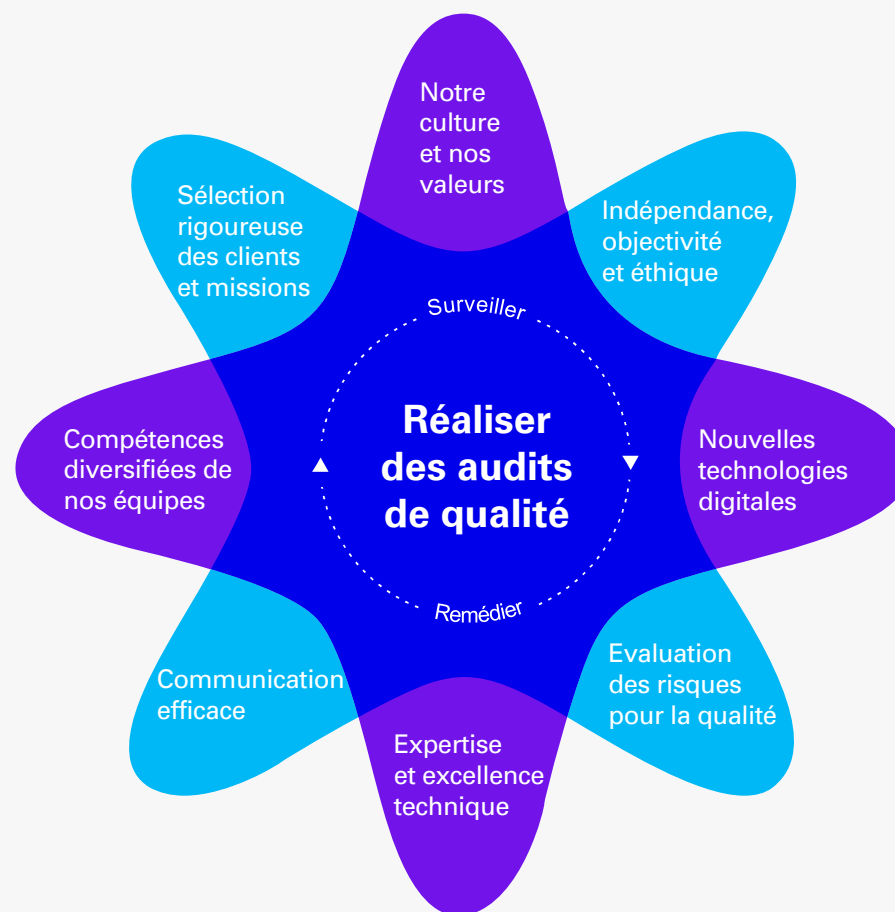 Notre
culture
et nos
valeurs
Indépendance,
objectivité
et éthique
Nouvelles
technologies
digitales
Evaluation
des risques
pour la qualité
Expertise
et excellence
technique
Communication
efficace
Compétences
diversifiées de
nos équipes
Sélection
rigoureuse
des clients
et missions
Surveiller
Réaliser
des audits
de qualité
Remédier